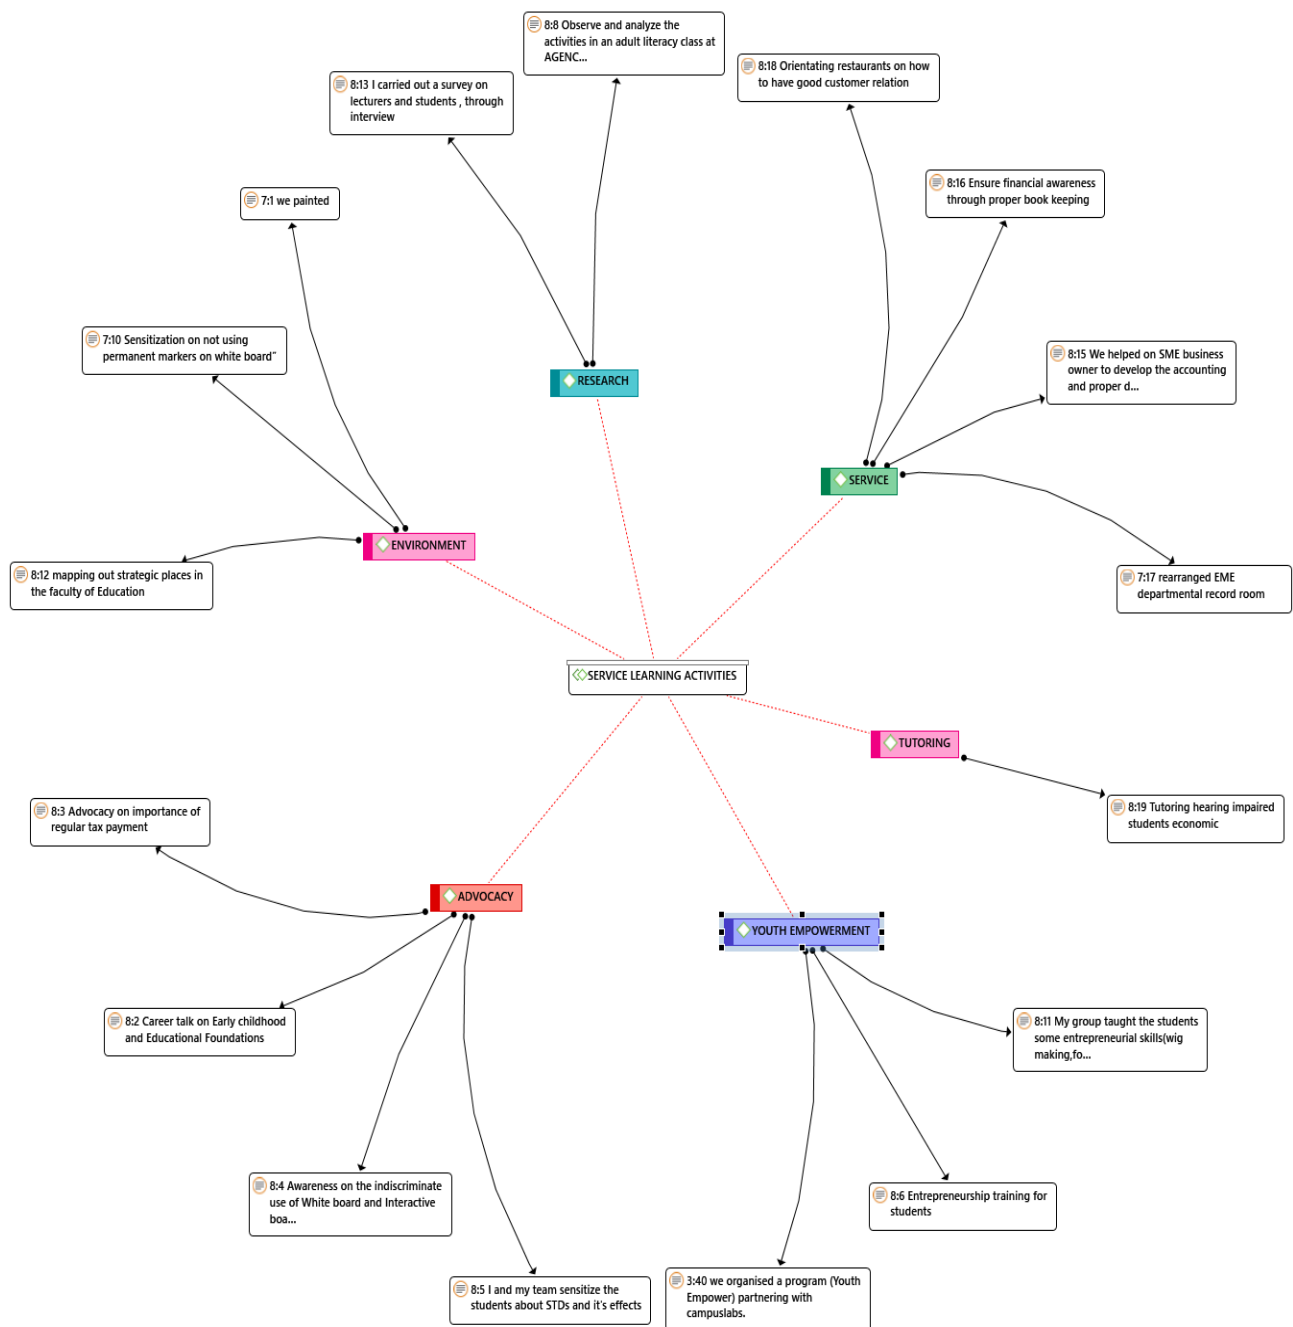 8:8 Observe and analyze the
activities in an adult literacy class at
AGENC...
8:18 Orientating restaurants on how
to have good customer relation
8:13 I carried out a survey on
lecturers and students , through
interview
8:16 Ensure financial awareness
through proper book keeping
7:1 we painted
7:10 Sensitization on not using
permanent markers on white board"
8:15 We helped on SME business
owner to develop the accounting
and proper d...
RESEARCH
SERVICE
ENVIRONMENT
8:12 mapping out strategic places in
the faculty of Education
7:17 rearranged EME
departmental record room
SERVICE LEARNING ACTIVITIES
TUTORING
8:19 Tutoring hearing impaired
students economic
8:3 Advocacy on importance of
regular tax payment
ADVOCACY
YOUTH EMPOWERMENT
8:2 Career talk on Early childhood
and Educational Foundations
8:11 My group taught the students
some entrepreneurial skills(wig
making,fo...
8:4 Awareness on the indiscriminate
use of White board and Interactive
boa...
8:6 Entrepreneurship training for
students
8:5 I and my team sensitize the
students about STDs and it's effects
3:40 we organised a program (Youth
Empower) partnering with
campuslabs.